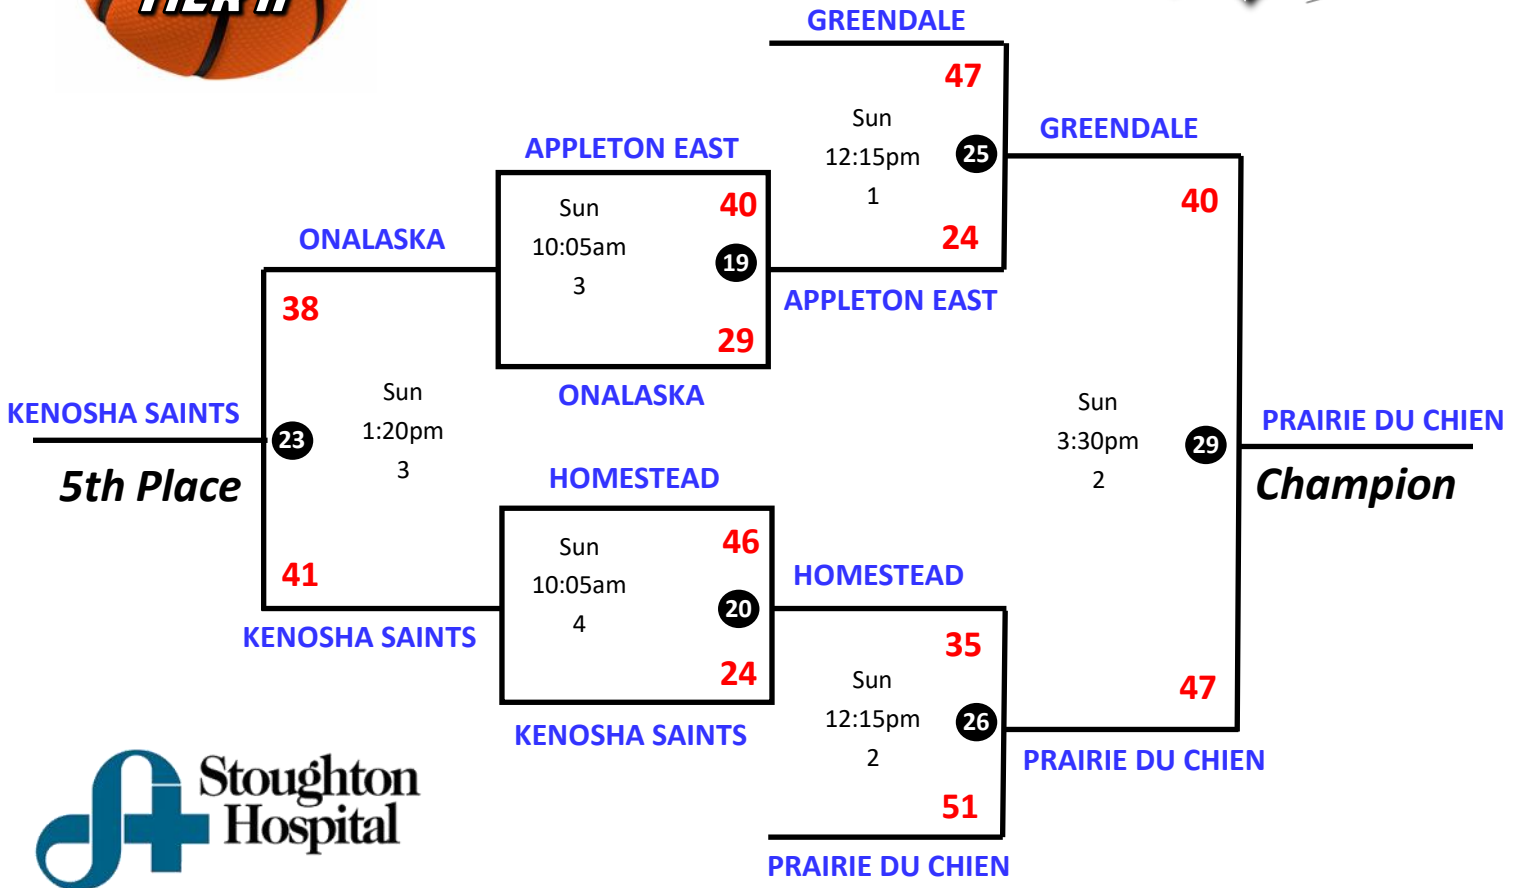 TIER II
GREENDALE
47
Sun
12:15pm
1
25
24
GREENDALE
APPLETON EAST
Sun
10:05am
3
40
19
29
ONALASKA
APPLETON EAST
ONALASKA
38
Sun
1:20pm
3
23
41
KENOSHA SAINTS
5th Place
KENOSHA SAINTS
HOMESTEAD
Sun
10:05am
4
46
20
24
KENOSHA SAINTS
HOMESTEAD
35
Sun
12:15pm
2
26
51
PRAIRIE DU CHIEN
PRAIRIE DU CHIEN
40
Sun
3:30pm
2
29
47
PRAIRIE DU CHIEN
Champion
Stoughton
Hospital